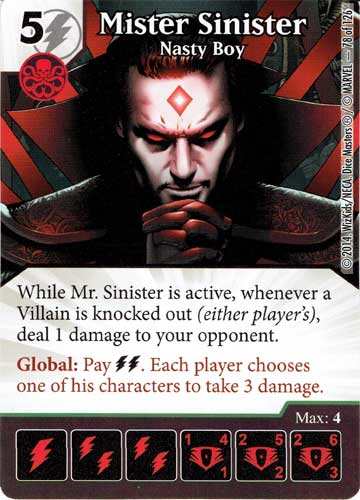 5
Mister Sinister
Nasty Boy
© 2014 WizKids/NECA, Dice Masters © / © MARVEL — 78 of 126
While Mr. Sinister is active, whenever a
Villain is knocked out (either player's),
deal 1 damage to your opponent.
Global: Pay . Each player chooses
one of his characters to take 3 damage.
Max: 4
1 4 1
2 5 2
2 6 3